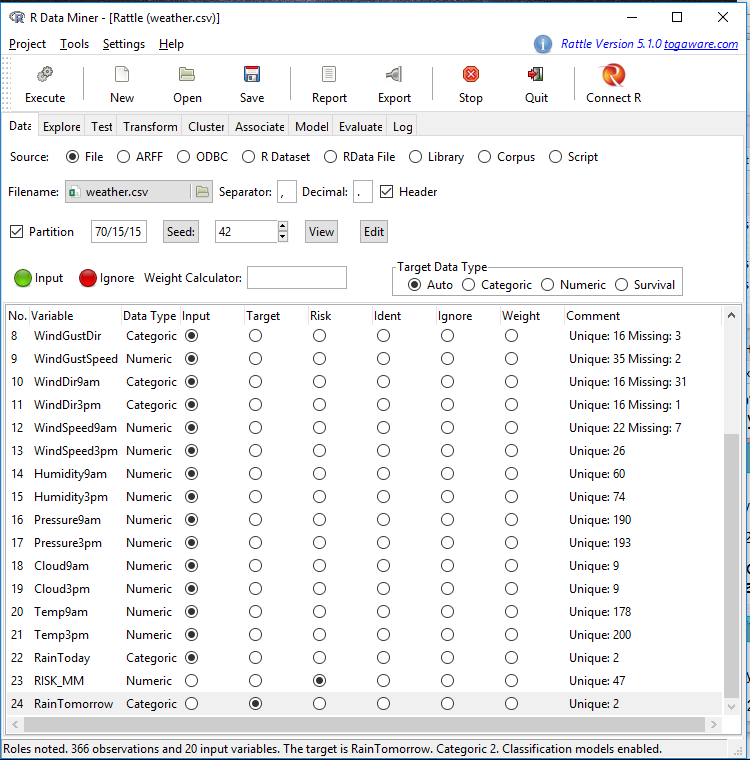 R Data Miner - [Rattle (weather.csv)]
Project Tools Settings Help Rattle Version 5.1.0 togaware.com
Execute New Open Save Report Export Stop Quit Connect R
Data Explore Test Transform Cluster Associate Model Evaluate Log
Source: File ARFF ODBC R Dataset RData File Library Corpus Script
Filename: weather.csv Separator: , Decimal: . Header
Partition 70/15/15 Seed: 42 View Edit
Target Data Type
Input Ignore Weight Calculator: Auto Categoric Numeric Survival
No. Variable Data Type Input Target Risk Ident Ignore Weight Comment
8 WindGustDir Categoric Unique: 16 Missing: 3
9 WindGustSpeed Numeric Unique: 35 Missing: 2
10 WindDir9am Categoric Unique: 16 Missing: 31
11 WindDir3pm Categoric Unique: 16 Missing: 1
12 WindSpeed9am Numeric Unique: 22 Missing: 7
13 WindSpeed3pm Numeric Unique: 26
14 Humidity9am Numeric Unique: 60
15 Humidity3pm Numeric Unique: 74
16 Pressure9am Numeric Unique: 190
17 Pressure3pm Numeric Unique: 193
18 Cloud9am Numeric Unique: 9
19 Cloud3pm Numeric Unique: 9
20 Temp9am Numeric Unique: 178
21 Temp3pm Numeric Unique: 200
22 RainToday Categoric Unique: 2
23 RISK_MM Numeric Unique: 47
24 RainTomorrow Categoric Unique: 2
Roles noted. 366 observations and 20 input variables. The target is RainTomorrow. Categoric 2. Classification models enabled.